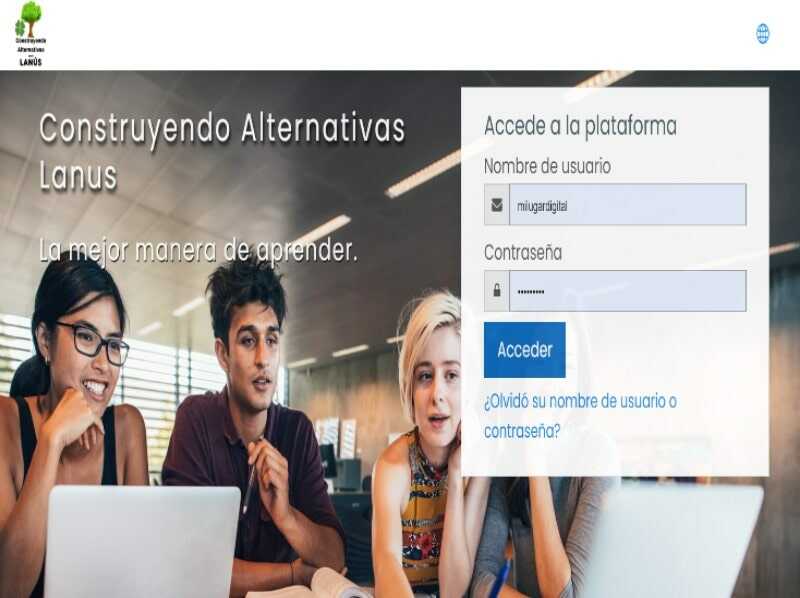 Construyendo
Alternativas
LANÚS
Construyendo Alternativas
Lanus
La mejor manera de aprender.
Accede a la plataforma
Nombre de usuario
milugardigital
Contraseña
•••••••••
Acceder
¿Olvidó su nombre de usuario o
contraseña?